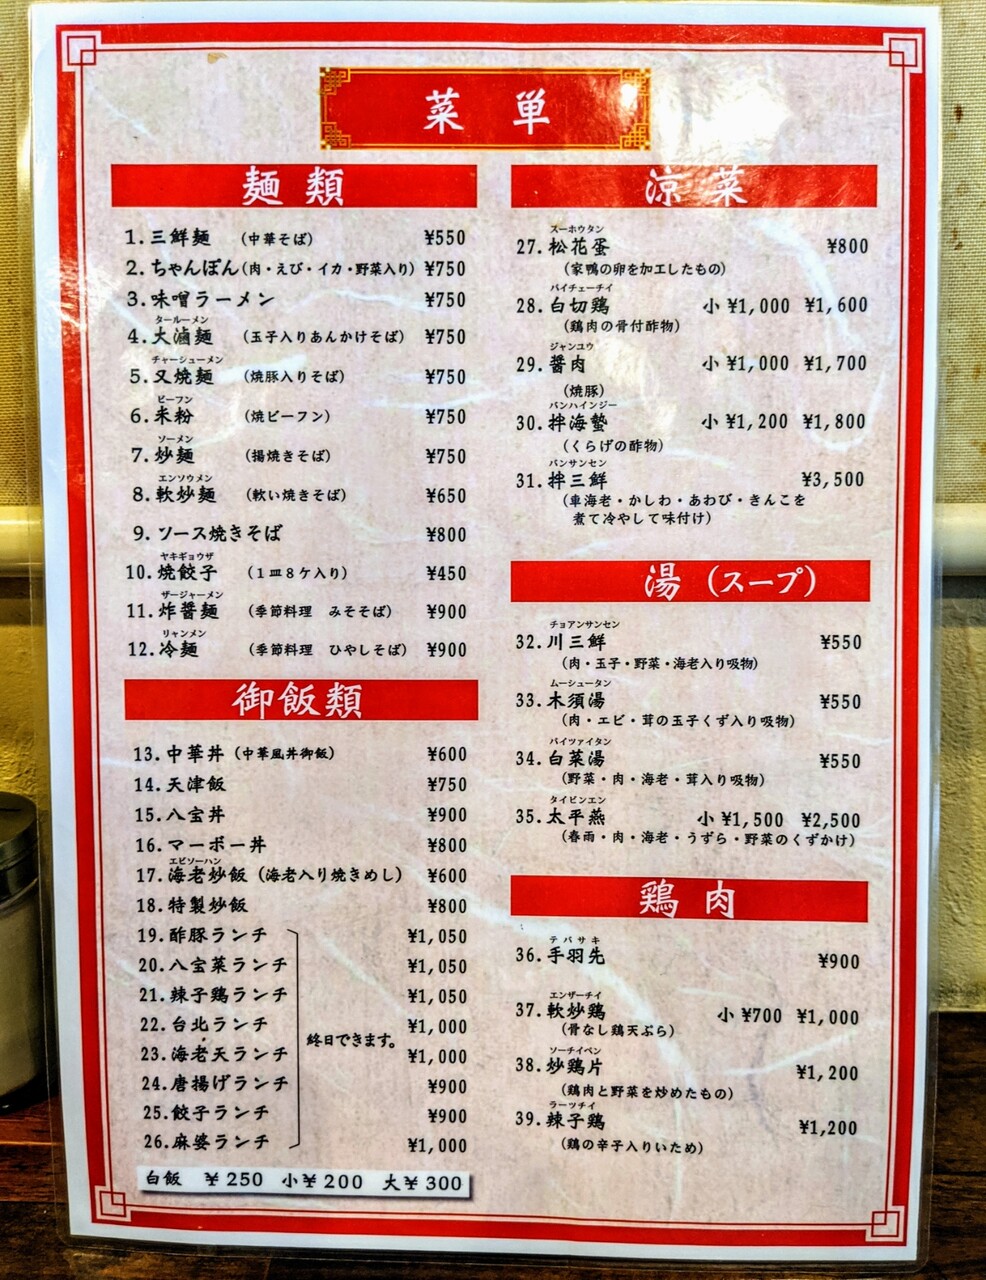 菜単
麺類
1.三鮮麺 (中華そば) ¥550
2.ちゃんぽん(肉・えび・イカ・野菜入り) ¥750
3.味噌ラーメン ¥750
タールーメン
4.大滷麺 (玉子入りあんかけそば) ¥750
チャーシューメン
5.叉焼麺 (焼豚入りそば) ¥750
ビーフン
6.米粉 (焼ビーフン) ¥750
ソーメン
7.炒麺 (揚焼きそば) ¥750
エンソウメン
8.軟炒麺 (軟い焼きそば) ¥650
9.ソース焼きそば ¥800
ヤキギョウザ
10.焼餃子 (1皿8ケ入り) ¥450
ザージャーメン
11.炸醤麺 (季節料理 みそそば) ¥900
リャンメン
12.冷麺 (季節料理 ひやしそば) ¥900
御飯類
13.中華丼(中華風丼御飯) ¥600
14.天津飯 ¥750
15.八宝丼 ¥900
16.マーボー丼 ¥800
エビソーハン
17.海老炒飯(海老入り焼きめし) ¥600
18.特製炒飯 ¥800
19.酢豚ランチ ¥1,050
20.八宝菜ランチ ¥1,050
21.辣子鶏ランチ ¥1,050
22.台北ランチ ¥1,000
終日できます。
23.海老天ランチ ¥1,000
24.唐揚げランチ ¥900
25.餃子ランチ ¥900
26.麻婆ランチ ¥1,000
白飯 ¥250 小¥200 大¥300
涼菜
スーホウタン
27.松花蛋 ¥800
(家鴨の卵を加工したもの)
パイチェーチイ
28.白切鶏 小 ¥1,000 ¥1,600
(鶏肉の骨付酢物)
ジャンユウ
29.醤肉 小 ¥1,000 ¥1,700
(焼豚)
バンハインジー
30.拌海蟄 小 ¥1,200 ¥1,800
(くらげの酢物)
バンサンセン
31.拌三鮮 ¥3,500
(車海老・かしわ・あわび・きんこを
煮て冷やして味付け)
湯(スープ)
チョアンサンセン
32.川三鮮 ¥550
(肉・玉子・野菜・海老入り吸物)
ムーシュータン
33.木須湯 ¥550
(肉・エビ・茸の玉子くず入り吸物)
パイツァイタン
34.白菜湯 ¥550
(野菜・肉・海老・茸入り吸物)
タイピンエン
35.太平燕 小 ¥1,500 ¥2,500
(春雨・肉・海老・うずら・野菜のくずかけ)
鶏肉
テバサキ
36.手羽先 ¥900
エンザーチイ
37.軟炒鶏 小 ¥700 ¥1,000
(骨なし鶏天ぷら)
ソーチイペン
38.炒鶏片 ¥1,200
(鶏肉と野菜を炒めたもの)
ラーツチイ
39.辣子鶏 ¥1,200
(鶏の辛子入りいため)